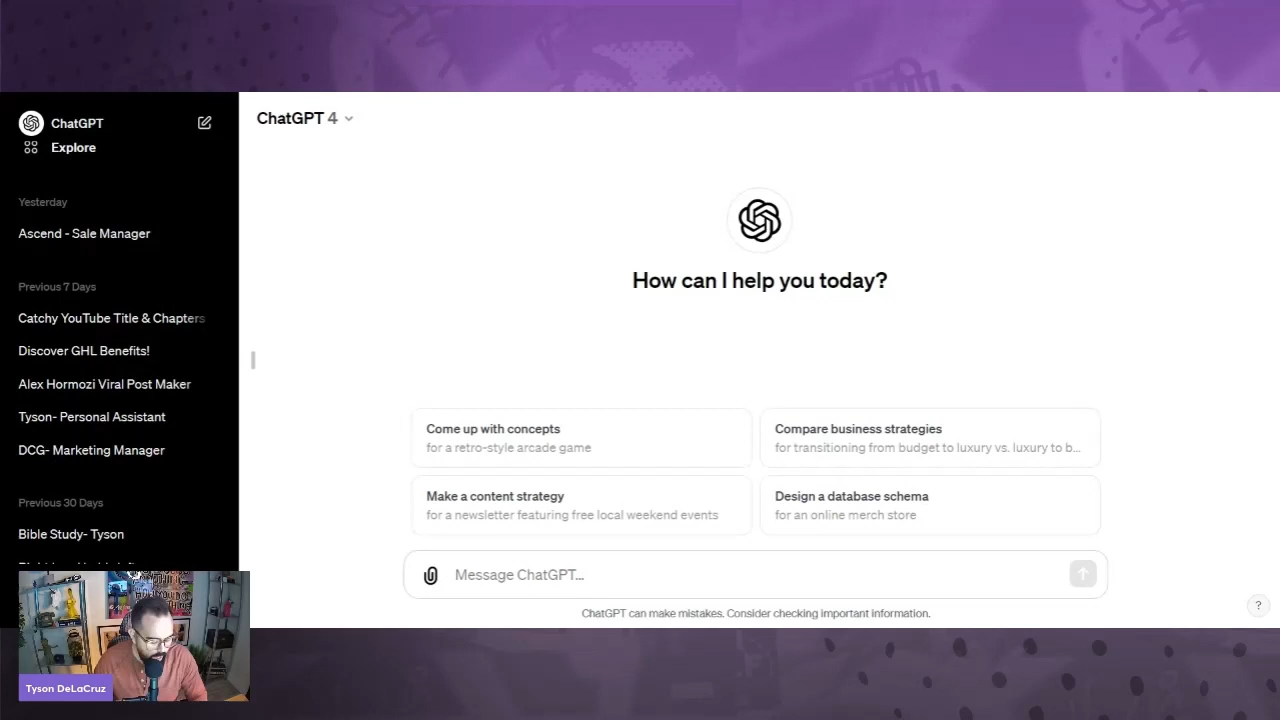 ChatGPT
Explore
Yesterday
Ascend - Sale Manager
Previous 7 Days
Catchy YouTube Title & Chapters
Discover GHL Benefits!
Alex Hormozi Viral Post Maker
Tyson- Personal Assistant
DCG- Marketing Manager
Previous 30 Days
Bible Study- Tyson
Tyson DeLaCruz
ChatGPT 4
How can I help you today?
Come up with concepts
for a retro-style arcade game
Compare business strategies
for transitioning from budget to luxury vs. luxury to b...
Make a content strategy
for a newsletter featuring free local weekend events
Design a database schema
for an online merch store
Message ChatGPT...
ChatGPT can make mistakes. Consider checking important information.
?